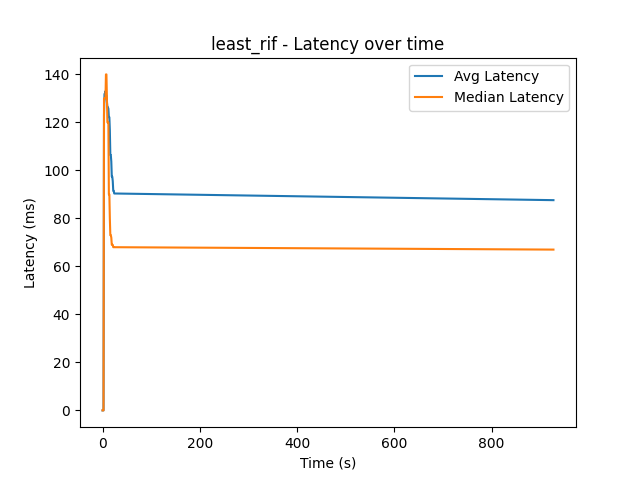 least_rif - Latency over time
Avg Latency
Median Latency
Latency (ms)
140
120
100
80
60
40
20
0
0 200 400 600 800
Time (s)